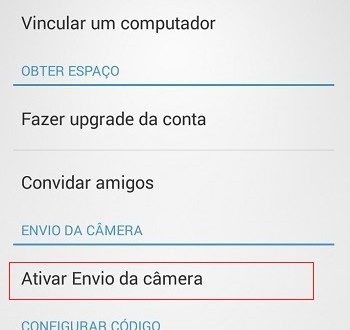 Vincular um computador
OBTER ESPAÇO
Fazer upgrade da conta
Convidar amigos
ENVIO DA CÂMERA
Ativar Envio da câmera
CONFIGURAR CÓDIGO